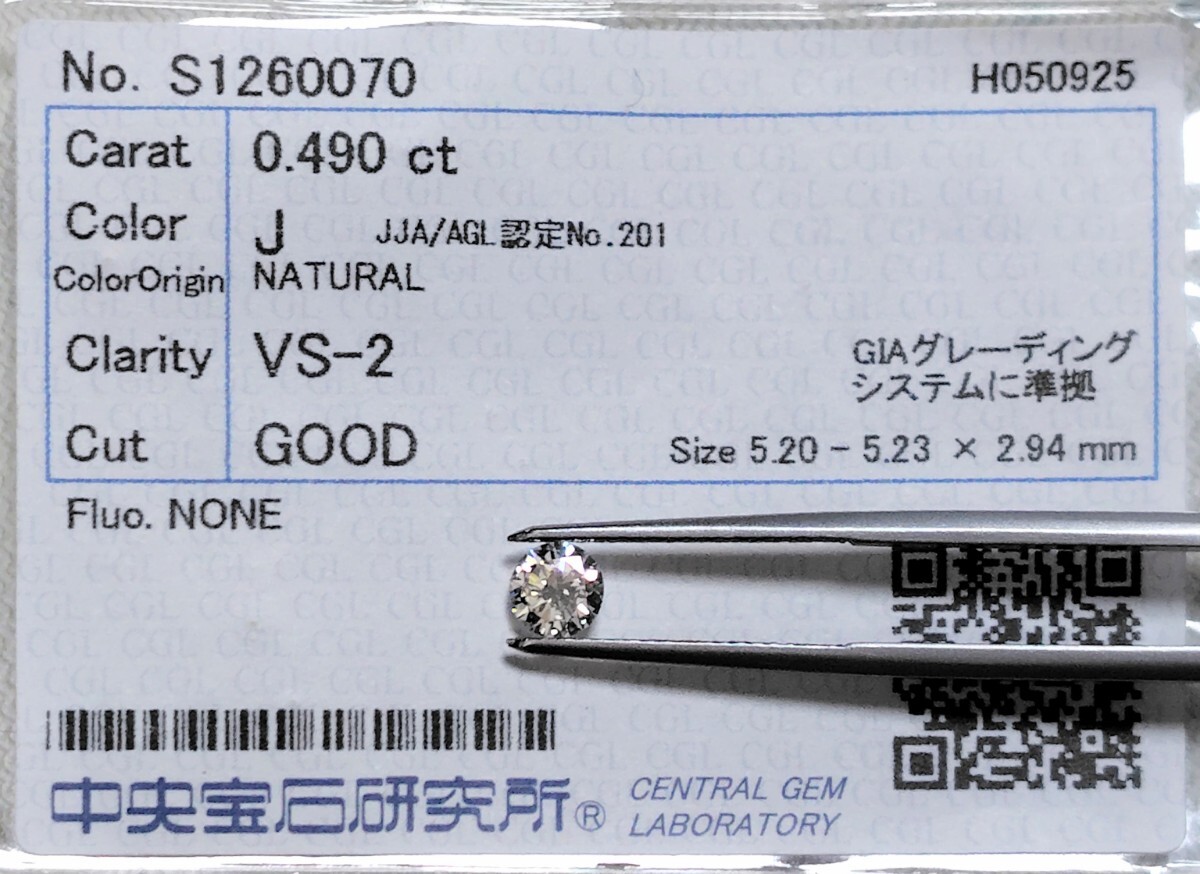 No. S1260070 H050925
Carat 0.490 ct
Color J JJA/AGL認定No.201
ColorOrigin NATURAL
Clarity VS-2 GIAグレーディング
システムに準拠
Cut GOOD Size 5.20 - 5.23 × 2.94 mm
Fluo. NONE
中央宝石研究所® CENTRAL GEM
LABORATORY